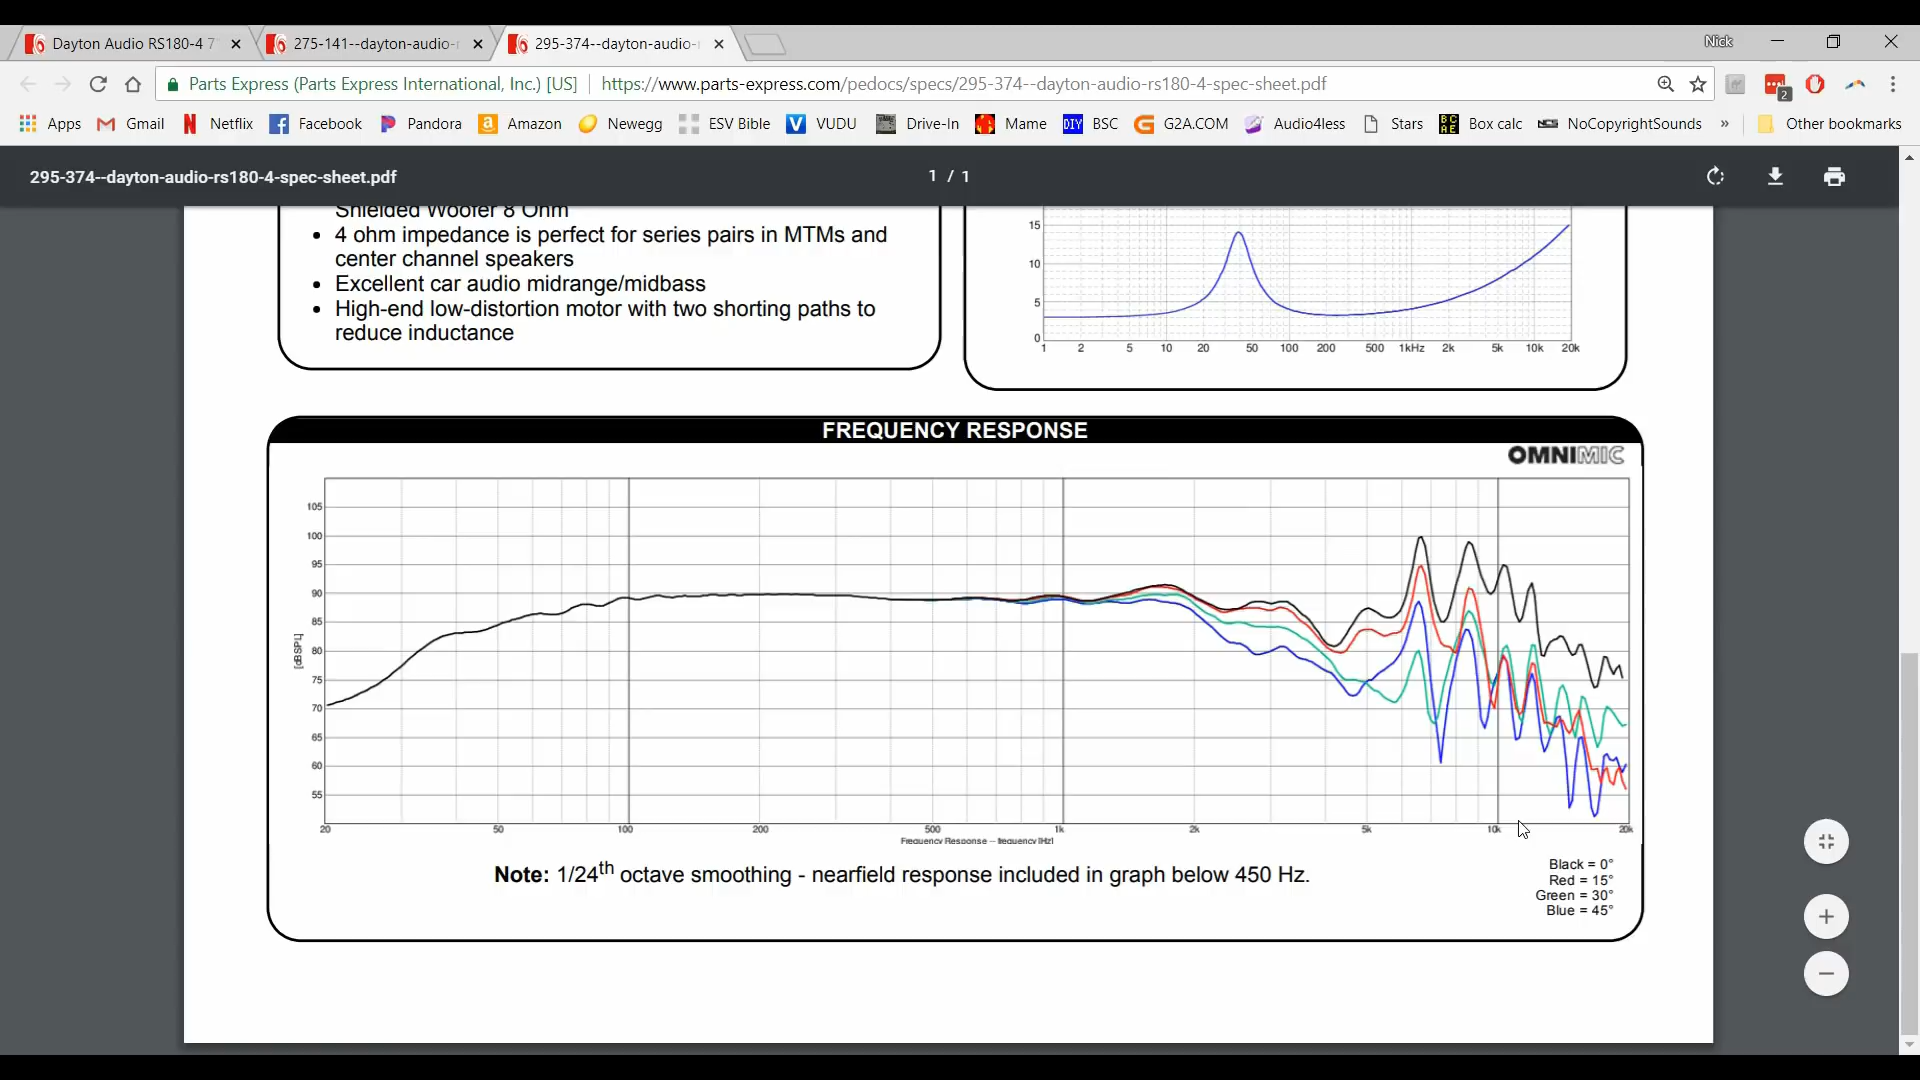 Dayton Audio RS180-4 7
275-141--dayton-audio-
295-374--dayton-audio-
Nick
Parts Express (Parts Express International, Inc.) [US]
https://www.parts-express.com/pedocs/specs/295-374--dayton-audio-rs180-4-spec-sheet.pdf
2
Apps
Gmail
Netflix
Facebook
Pandora
Amazon
Newegg
ESV Bible
VUDU
Drive-In
Mame
DIY
BSC
G2A.COM
Audio4less
Stars
Box calc
NoCopyrightSounds
»
Other bookmarks
295-374--dayton-audio-rs180-4-spec-sheet.pdf
1 / 1
Shielded Woofer 8 Ohm
• 4 ohm impedance is perfect for series pairs in MTMs and
center channel speakers
• Excellent car audio midrange/midbass
• High-end low-distortion motor with two shorting paths to
reduce inductance
15
10
5
0
1 2 5 10 20 50 100 200 500 1kHz 2k 5k 10k 20k
FREQUENCY RESPONSE
OMNIMIC
105
100
95
90
85
80
75
70
65
60
55
[dBSPL]
20 50 100 200 500 1k 2k 5k 10k 20k
Frequency Response -- frequency [Hz]
Note: 1/24th octave smoothing - nearfield response included in graph below 450 Hz.
Black = 0°
Red = 15°
Green = 30°
Blue = 45°